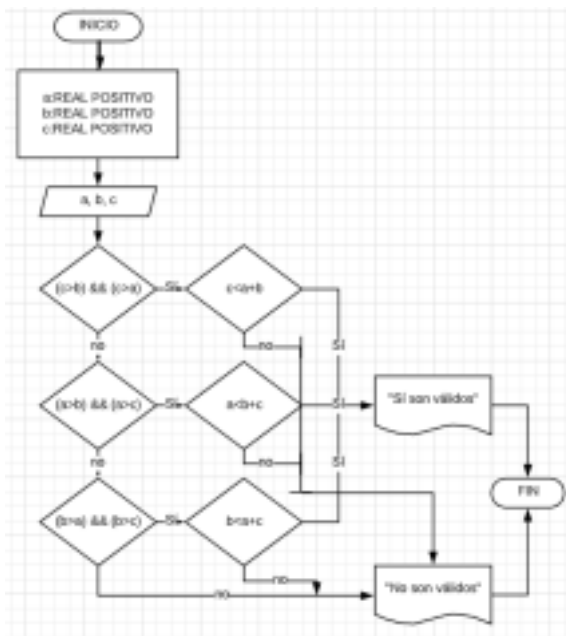 INICIO
a:REAL POSITIVO
b:REAL POSITIVO
c:REAL POSITIVO
a, b, c
(c>b) && (c>a)
Si
c<a+b
no
no
SI
(a>b) && (a>c)
Si
a<b+c
SI
"Sí son válidos"
no
no
SI
FIN
(b>a) && (b>c)
Si
b<a+c
no
no
"No son válidos"